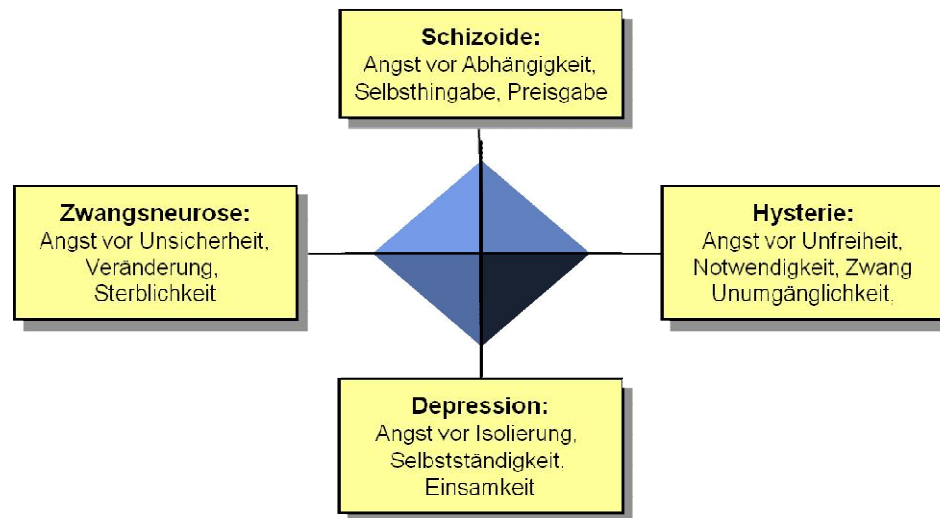 Schizoide:
Angst vor Abhängigkeit,
Selbsthingabe, Preisgabe
Zwangsneurose:
Angst vor Unsicherheit,
Veränderung,
Sterblichkeit
Hysterie:
Angst vor Unfreiheit,
Notwendigkeit, Zwang
Unumgänglichkeit,
Depression:
Angst vor Isolierung,
Selbstständigkeit,
Einsamkeit